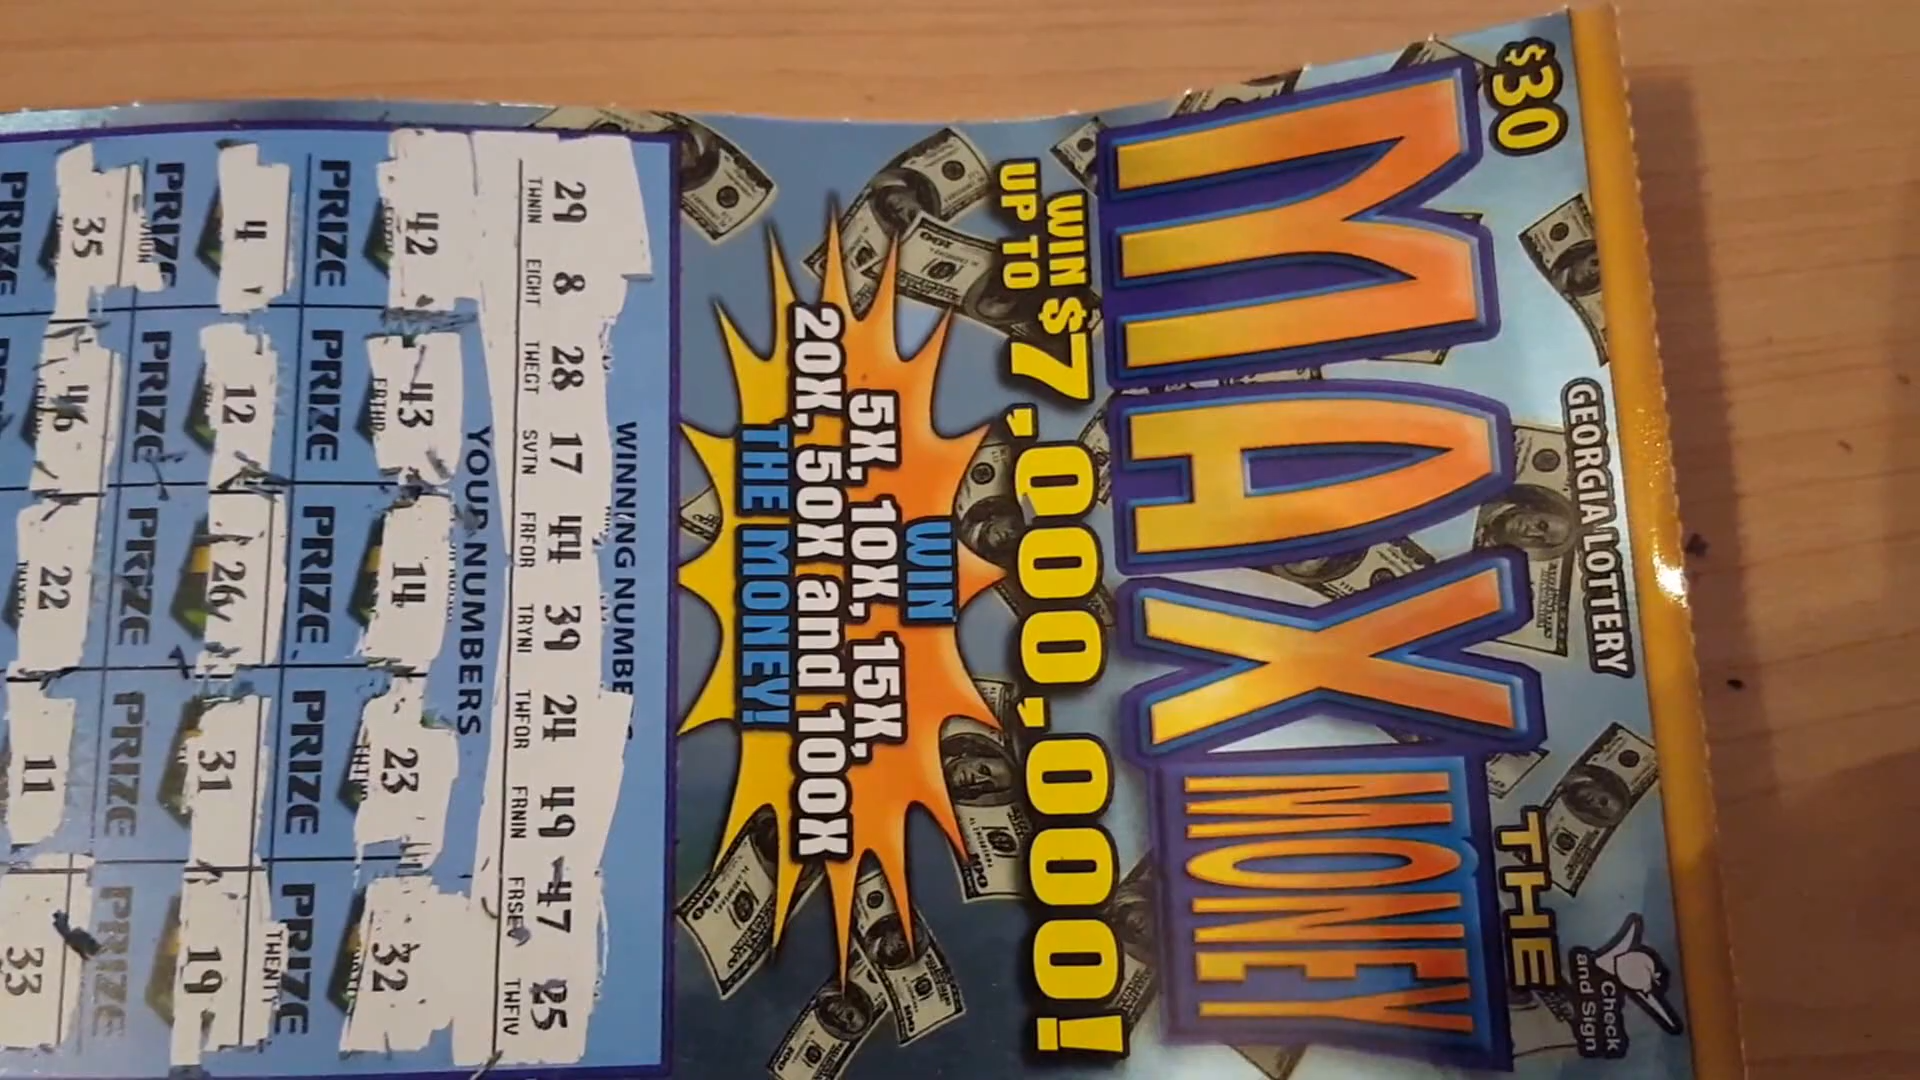 $30
GEORGIA LOTTERY
Check
and Sign
THE
MAX MONEY
WIN
UP TO
$7,000,000!
WIN
5X, 10X, 15X,
20X, 50X and 100X
THE MONEY!
WINNING NUMBE
29 8 28 17 44 39 24 49 47 25
TWNIN EIGHT TWEGT SVTN FRFOR TRYNI TWFOR FRNIN FRSEV TWFIV
YOUR NUMBERS
42 43 14 23 32
PRIZE PRIZE PRIZE PRIZE PRIZE
TWENTY
4 12 26 31 19
PRIZE PRIZE PRIZE PRIZE PRIZE
35 46 22 11 33
PRIZE